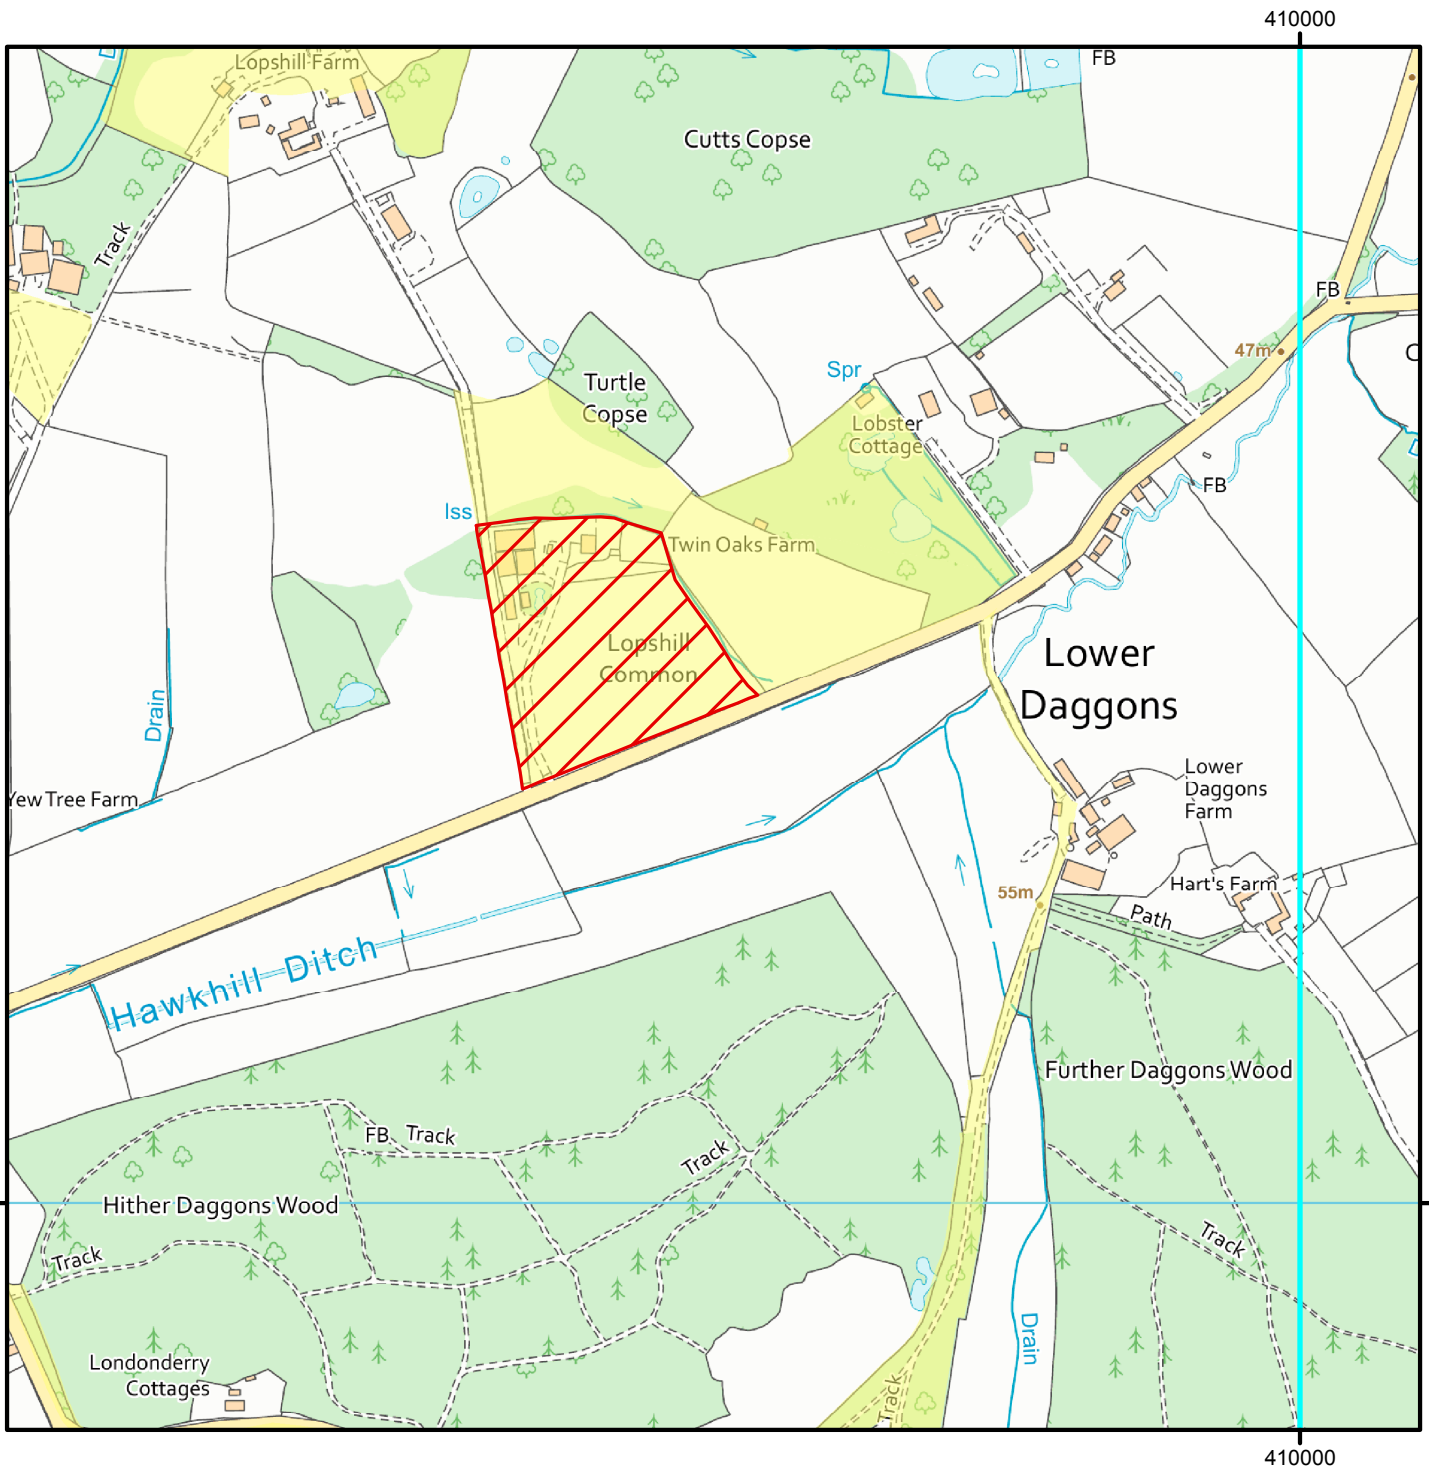 410000
Lopshill Farm
FB
Cutts Copse
Track
FB
47m
Spr
Turtle
Copse
Lobster
Cottage
FB
Iss
Twin Oaks Farm
Lopshill
Common
Lower
Daggons
Drain
Yew Tree Farm
Lower
Daggons
Farm
55m
Hart's Farm
Path
Hawkhill Ditch
Further Daggons Wood
FB Track
Track
Hither Daggons Wood
Track
Track
Drain
Londonderry
Cottages
Track
410000